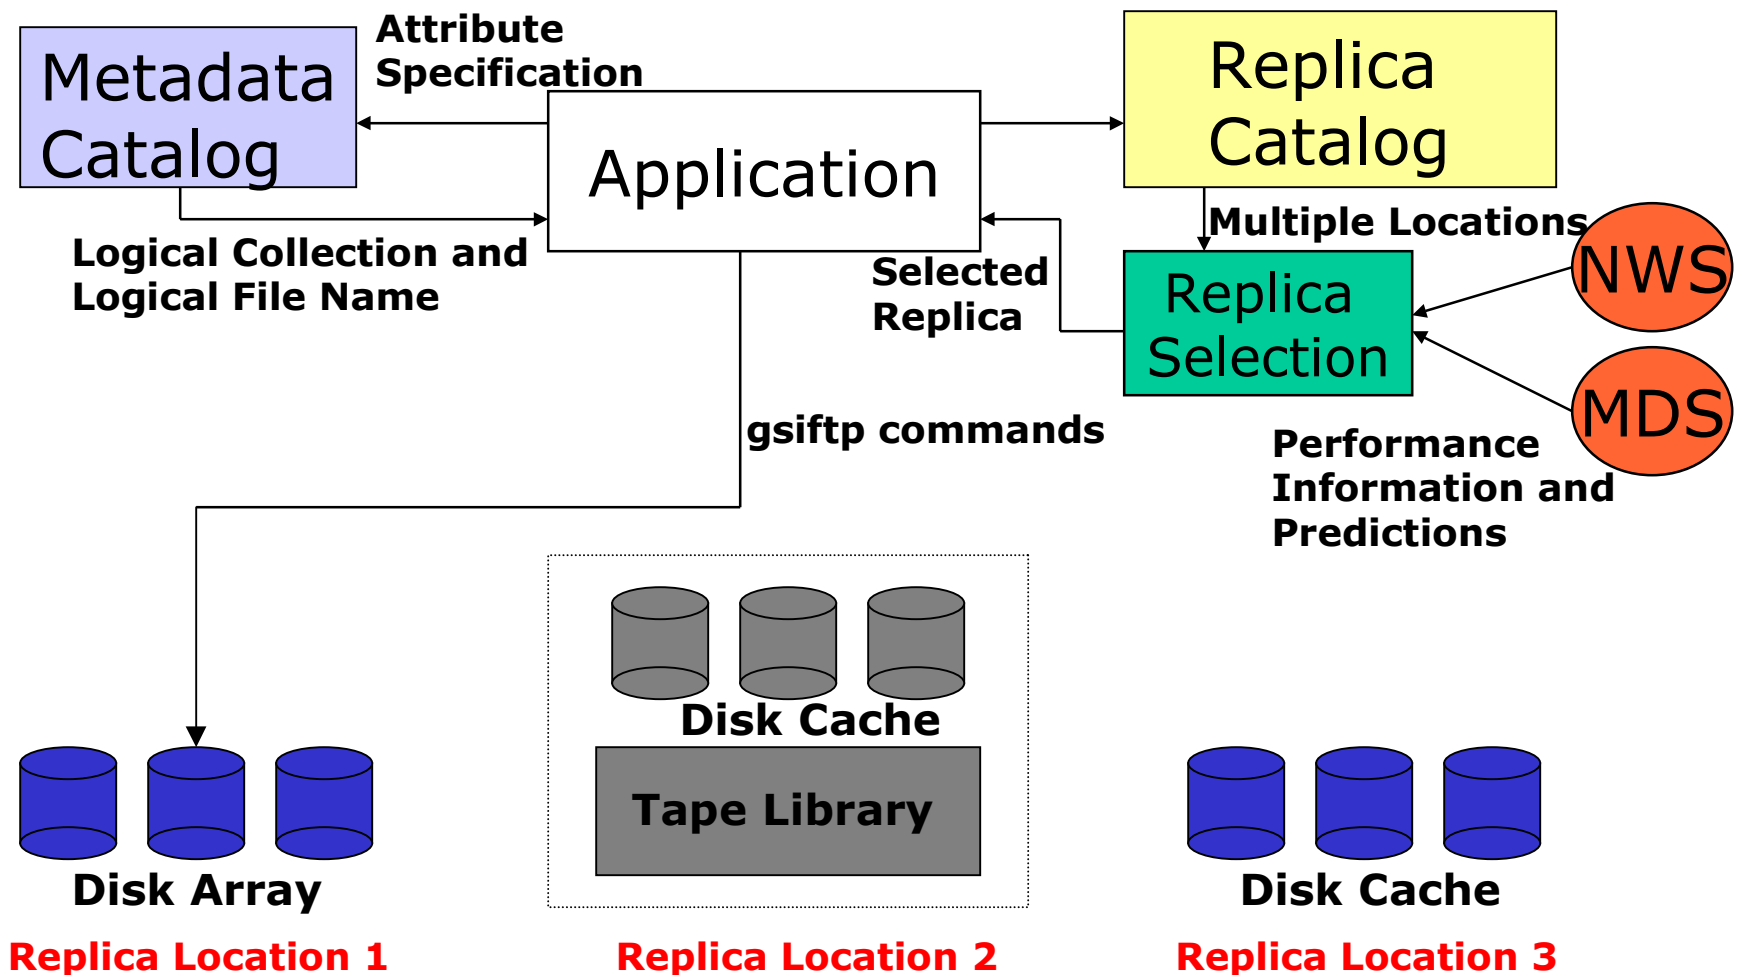 Attribute
Specification
Metadata
Catalog
Application
Replica
Catalog
Logical Collection and
Logical File Name
Selected
Replica
Multiple Locations
Replica
Selection
NWS
MDS
gsiftp commands
Performance
Information and
Predictions
Disk Cache
Tape Library
Disk Array
Disk Cache
Replica Location 1
Replica Location 2
Replica Location 3